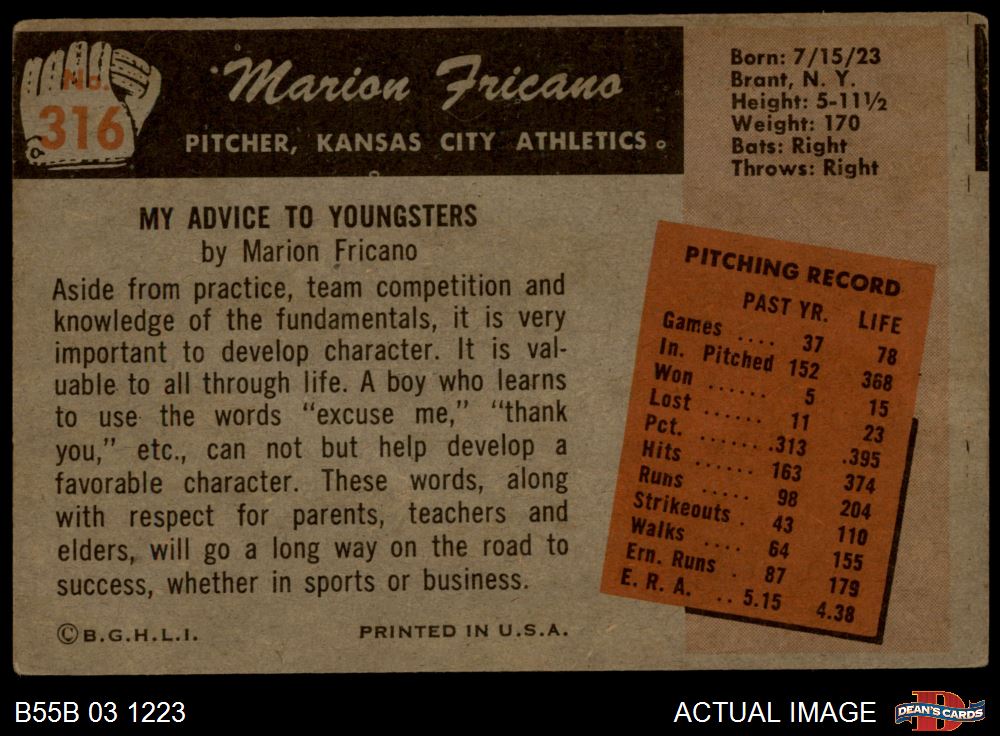 No.
316
Marion Fricano
PITCHER, KANSAS CITY ATHLETICS
Born: 7/15/23
Brant, N. Y.
Height: 5-11½
Weight: 170
Bats: Right
Throws: Right
MY ADVICE TO YOUNGSTERS
by Marion Fricano
Aside from practice, team competition and
knowledge of the fundamentals, it is very
important to develop character. It is val-
uable to all through life. A boy who learns
to use the words “excuse me,” “thank
you,” etc., can not but help develop a
favorable character. These words, along
with respect for parents, teachers and
elders, will go a long way on the road to
success, whether in sports or business.
©B.G.H.L.I. PRINTED IN U.S.A.
PITCHING RECORD
PAST YR. LIFE
Games .... 37 78
In. Pitched 152 368
Won ...... 5 15
Lost ...... 11 23
Pct. ...... .313 .395
Hits ...... 163 374
Runs ..... 98 204
Strikeouts . 43 110
Walks .... 64 155
Ern. Runs . 87 179
E. R. A. .. 5.15 4.38
B55B 03 1223
ACTUAL IMAGE
D
DEAN'S CARDS